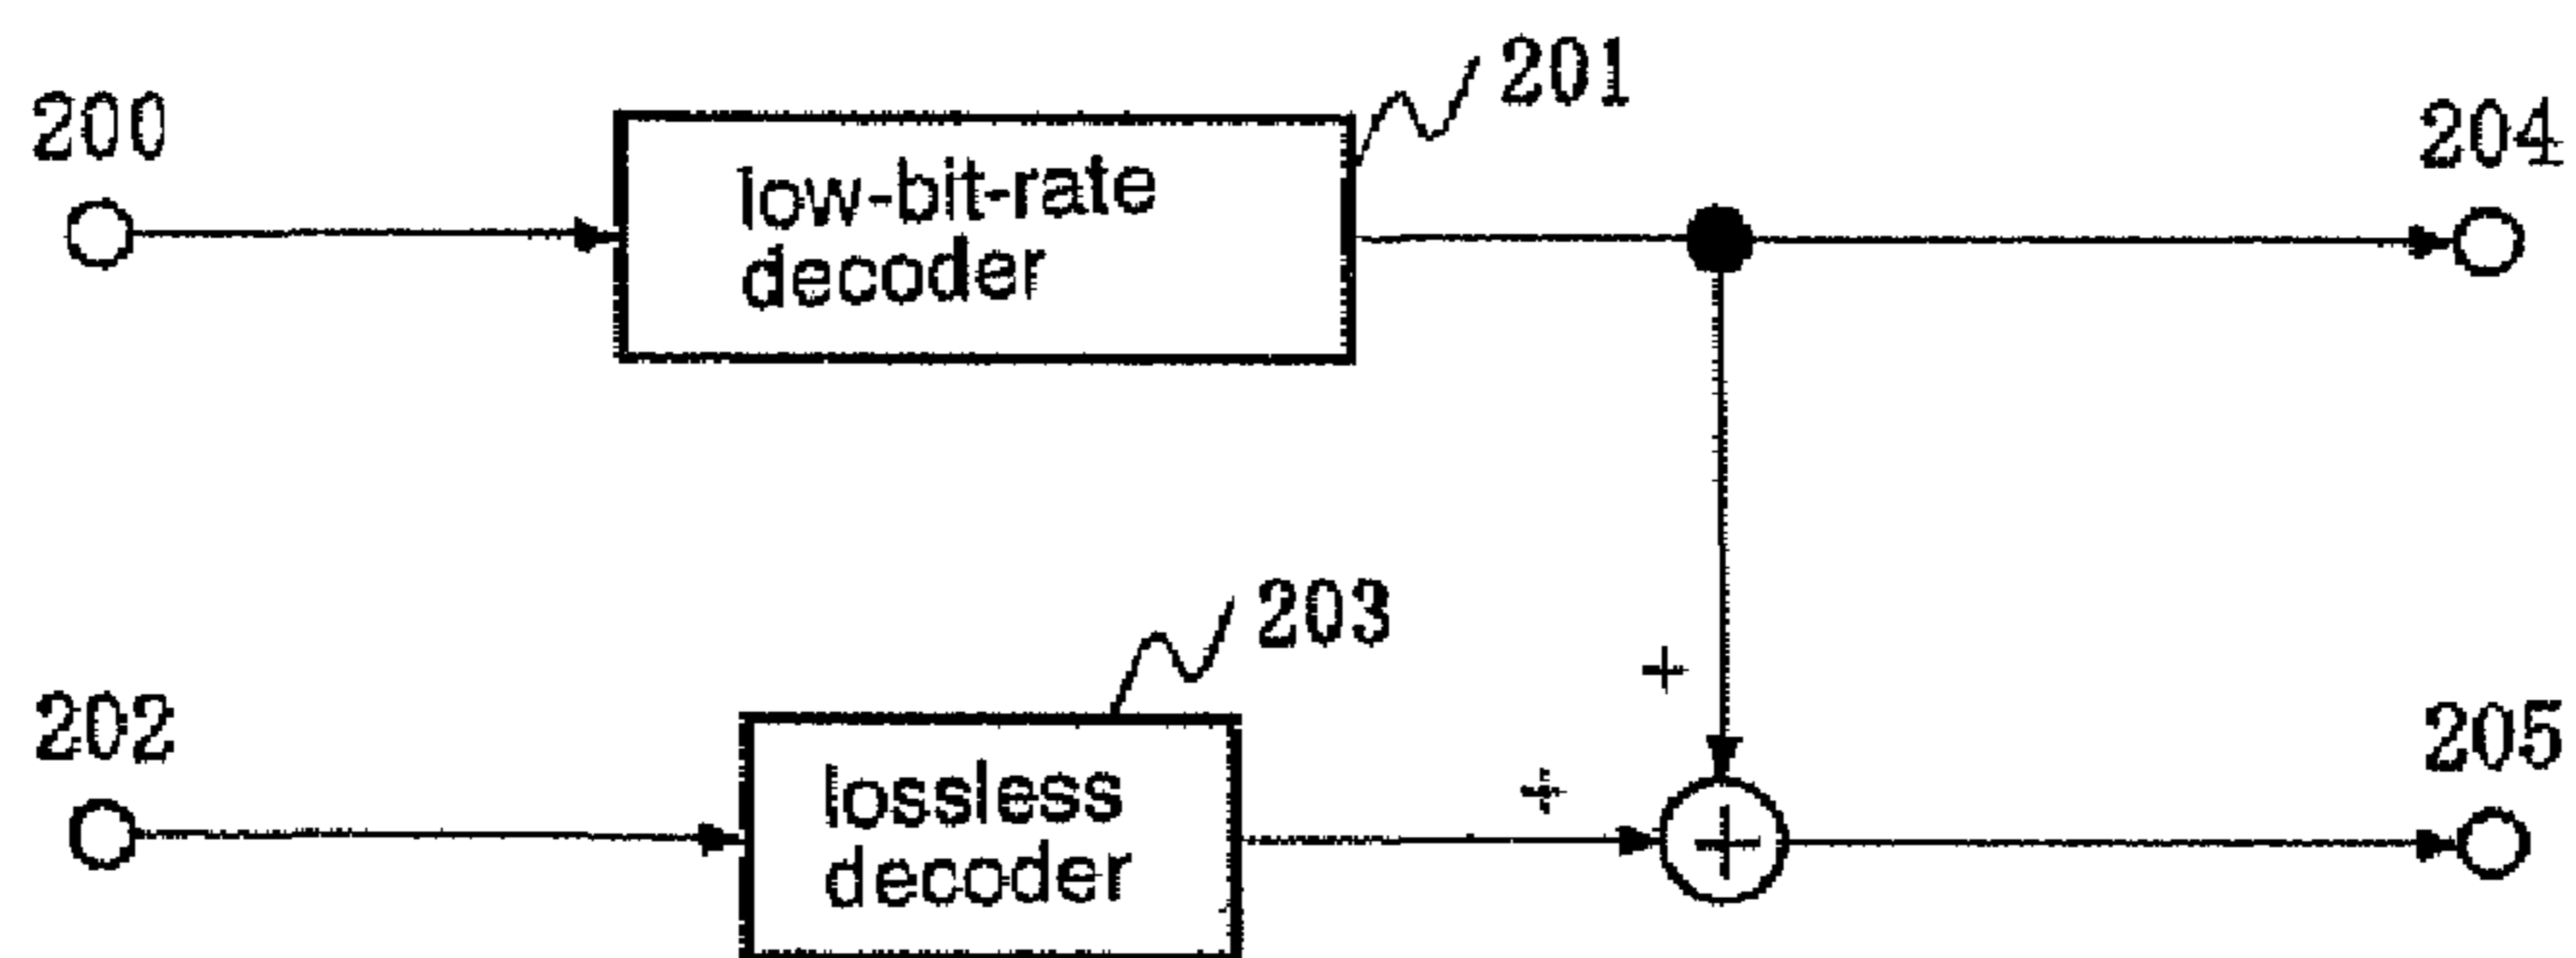 200
201
204
low-bit-rate
decoder
203
+
202
205
+
lossless
decoder
+